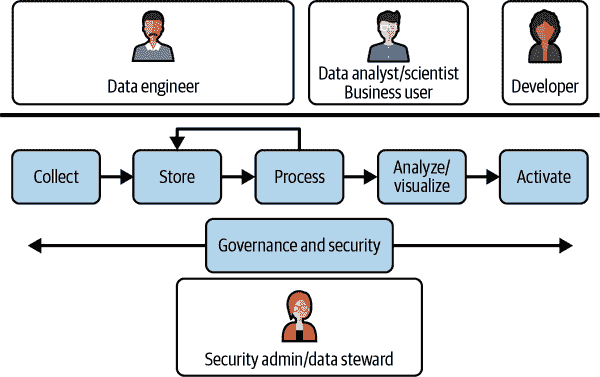 Data engineer
Data analyst/scientist
Business user
Developer
Collect
Store
Process
Analyze/
visualize
Activate
Governance and security
Security admin/data steward